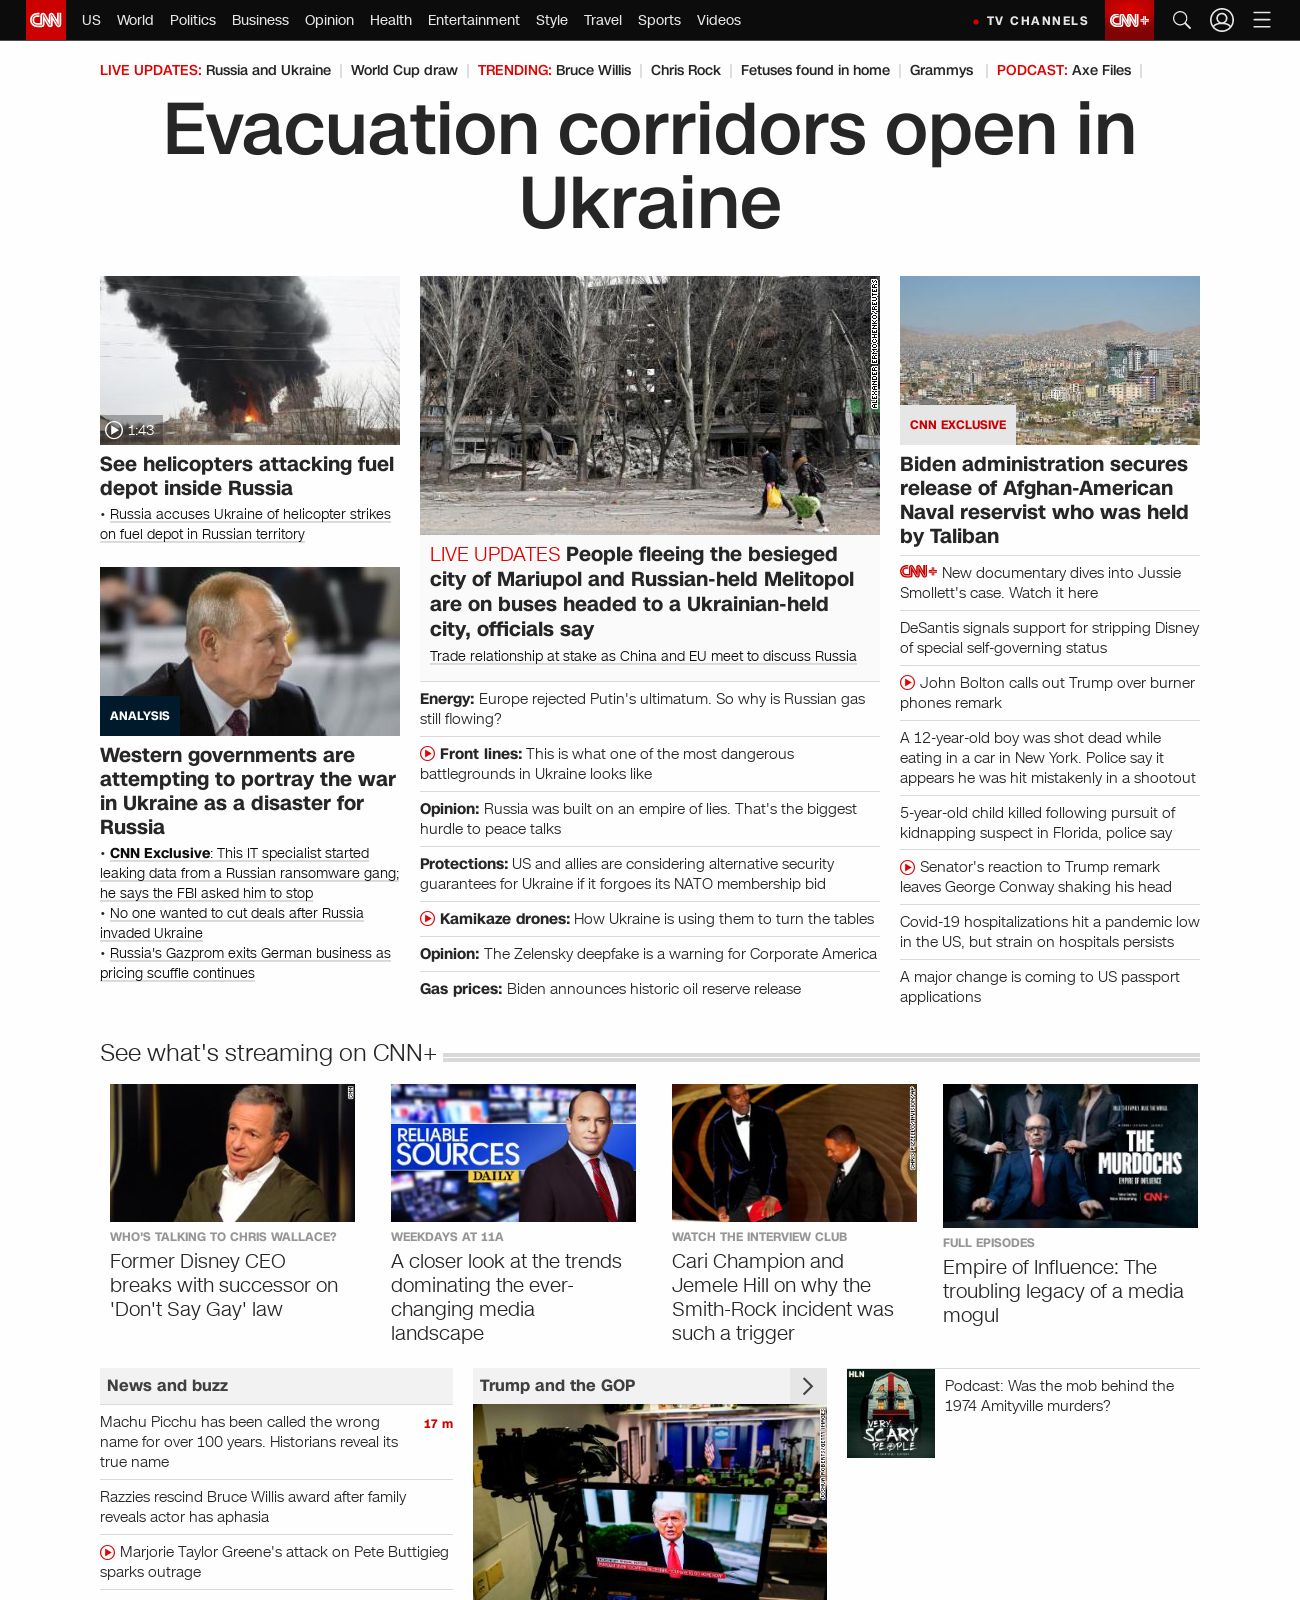 CNN US World Politics Business Opinion Health Entertainment Style Travel Sports Videos TV CHANNELS CNN+
LIVE UPDATES: Russia and Ukraine World Cup draw TRENDING: Bruce Willis Chris Rock Fetuses found in home Grammys PODCAST: Axe Files
Evacuation corridors open in
Ukraine
1:43
See helicopters attacking fuel
depot inside Russia
• Russia accuses Ukraine of helicopter strikes
on fuel depot in Russian territory
ANALYSIS
Western governments are
attempting to portray the war
in Ukraine as a disaster for
Russia
• CNN Exclusive: This IT specialist started
leaking data from a Russian ransomware gang;
he says the FBI asked him to stop
• No one wanted to cut deals after Russia
invaded Ukraine
• Russia's Gazprom exits German business as
pricing scuffle continues
ALEXANDER ERMOCHENKO/REUTERS
LIVE UPDATES People fleeing the besieged
city of Mariupol and Russian-held Melitopol
are on buses headed to a Ukrainian-held
city, officials say
Trade relationship at stake as China and EU meet to discuss Russia
Energy: Europe rejected Putin's ultimatum. So why is Russian gas
still flowing?
Front lines: This is what one of the most dangerous
battlegrounds in Ukraine looks like
Opinion: Russia was built on an empire of lies. That's the biggest
hurdle to peace talks
Protections: US and allies are considering alternative security
guarantees for Ukraine if it forgoes its NATO membership bid
Kamikaze drones: How Ukraine is using them to turn the tables
Opinion: The Zelensky deepfake is a warning for Corporate America
Gas prices: Biden announces historic oil reserve release
CNN EXCLUSIVE
Biden administration secures
release of Afghan-American
Naval reservist who was held
by Taliban
CNN+ New documentary dives into Jussie
Smollett's case. Watch it here
DeSantis signals support for stripping Disney
of special self-governing status
John Bolton calls out Trump over burner
phones remark
A 12-year-old boy was shot dead while
eating in a car in New York. Police say it
appears he was hit mistakenly in a shootout
5-year-old child killed following pursuit of
kidnapping suspect in Florida, police say
Senator's reaction to Trump remark
leaves George Conway shaking his head
Covid-19 hospitalizations hit a pandemic low
in the US, but strain on hospitals persists
A major change is coming to US passport
applications
See what's streaming on CNN+
CNN
WHO'S TALKING TO CHRIS WALLACE?
Former Disney CEO
breaks with successor on
'Don't Say Gay' law
RELIABLE
SOURCES
DAILY
WEEKDAYS AT 11A
A closer look at the trends
dominating the ever-
changing media
landscape
WATCH THE INTERVIEW CLUB
Cari Champion and
Jemele Hill on why the
Smith-Rock incident was
such a trigger
THE
MURDOCHS
EMPIRE OF INFLUENCE
CNN+
FULL EPISODES
Empire of Influence: The
troubling legacy of a media
mogul
News and buzz
Machu Picchu has been called the wrong 17 m
name for over 100 years. Historians reveal its
true name
Razzies rescind Bruce Willis award after family
reveals actor has aphasia
Marjorie Taylor Greene's attack on Pete Buttigieg
sparks outrage
Trump and the GOP
HLN
VERY
SCARY
PEOPLE
Podcast: Was the mob behind the
1974 Amityville murders?